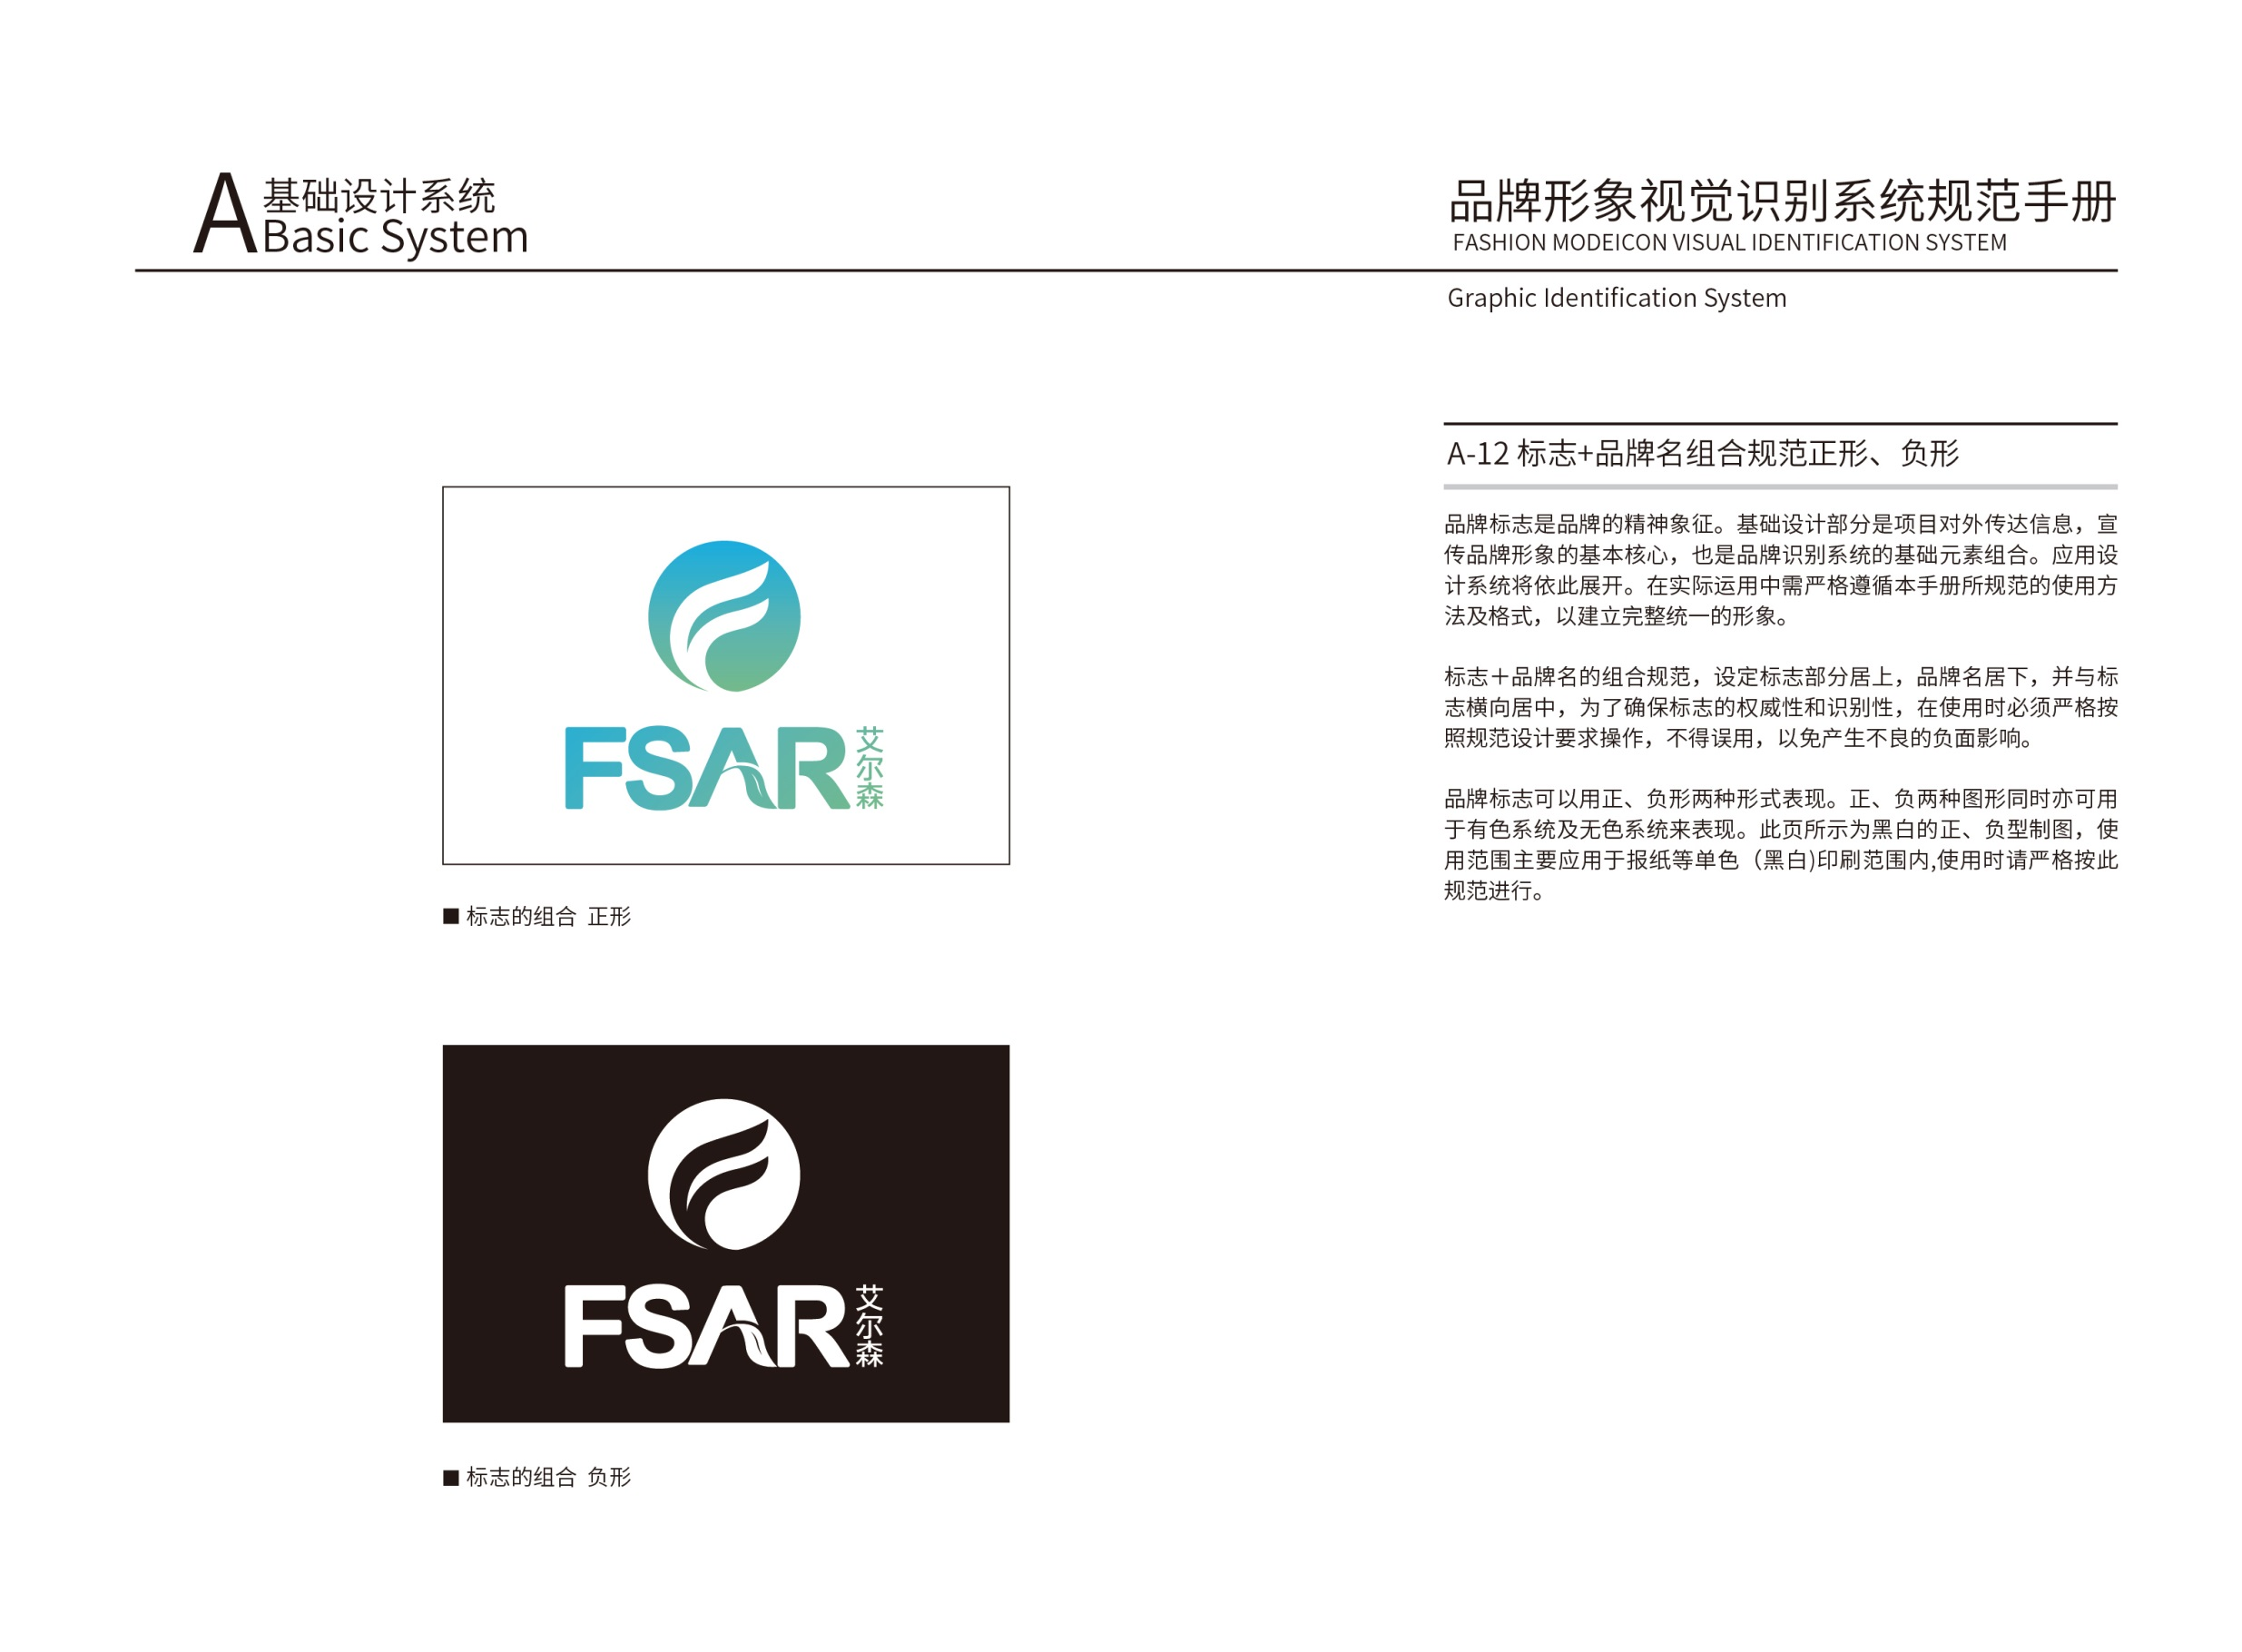 A 基础设计系统
Basic System
品牌形象视觉识别系统规范手册
FASHION MODEICON VISUAL IDENTIFICATION SYSTEM
Graphic Identification System
A-12 标志+品牌名组合规范正形、负形
品牌标志是品牌的精神象征。基础设计部分是项目对外传达信息，宣
传品牌形象的基本核心，也是品牌识别系统的基础元素组合。应用设
计系统将依此展开。在实际运用中需严格遵循本手册所规范的使用方
法及格式，以建立完整统一的形象。
标志＋品牌名的组合规范，设定标志部分居上，品牌名居下，并与标
志横向居中，为了确保标志的权威性和识别性，在使用时必须严格按
照规范设计要求操作，不得误用，以免产生不良的负面影响。
品牌标志可以用正、负形两种形式表现。正、负两种图形同时亦可用
于有色系统及无色系统来表现。此页所示为黑白的正、负型制图，使
用范围主要应用于报纸等单色（黑白)印刷范围内,使用时请严格按此
规范进行。
FSAR 艾尔森
■ 标志的组合 正形
FSAR 艾尔森
■ 标志的组合 负形